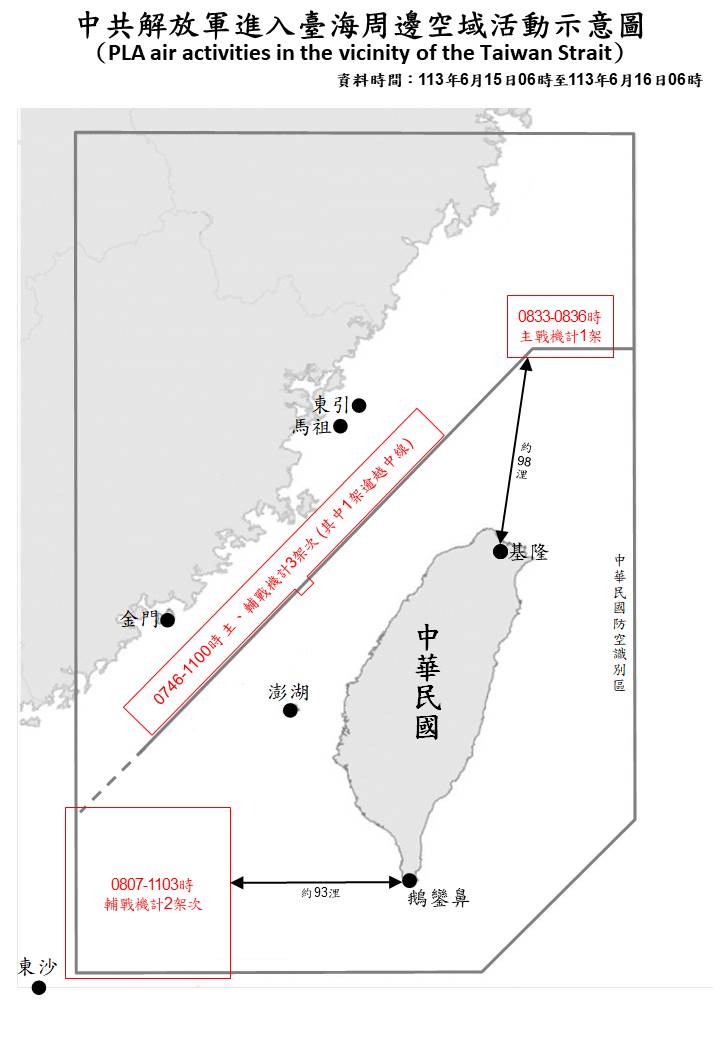 中共解放軍進入臺海周邊空域活動示意圖
（PLA air activities in the vicinity of the Taiwan Strait）
資料時間：113年6月15日06時至113年6月16日06時
0833-0836時
主戰機計1架
東引
馬祖
約98浬
0746-1100時 主、輔戰機計3架次 (其中1架逾越中線)
基隆
中華民國防空識別區
金門
中華民國
澎湖
0807-1103時
輔戰機計2架次
約93浬
鵝鑾鼻
東沙